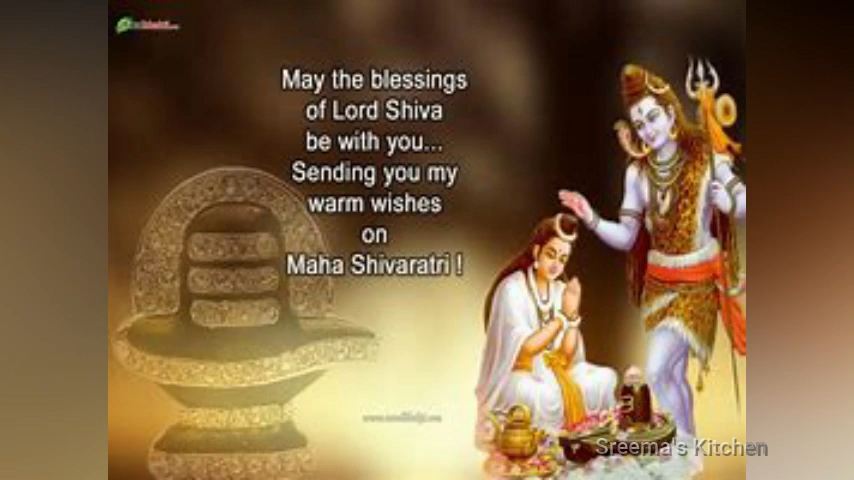 May the blessings
of Lord Shiva
be with you...
Sending you my
warm wishes
on
Maha Shivaratri !
Sreema's Kitchen